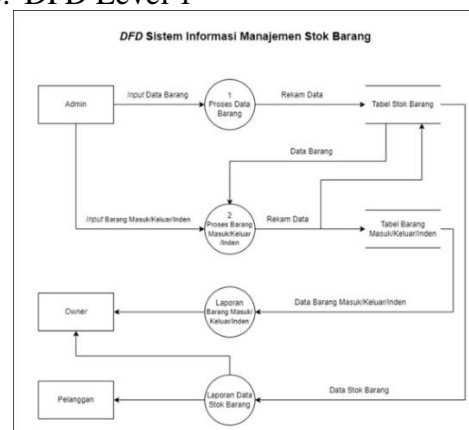 DFD Level 1
DFD Sistem Informasi Manajemen Stok Barang
Admin
Input Data Barang
1
Proses Data
Barang
Rekam Data
Tabel Stok Barang
Data Barang
Input Barang Masuk/Keluar/Inden
2
Proses Barang
Masuk/Keluar
/Inden
Rekam Data
Tabel Barang
Masuk/Keluar/Inden
Owner
Laporan
Barang Masuk/
Keluar/Inden
Data Barang Masuk/Keluar/Inden
Pelanggan
Laporan Data
Stok Barang
Data Stok Barang